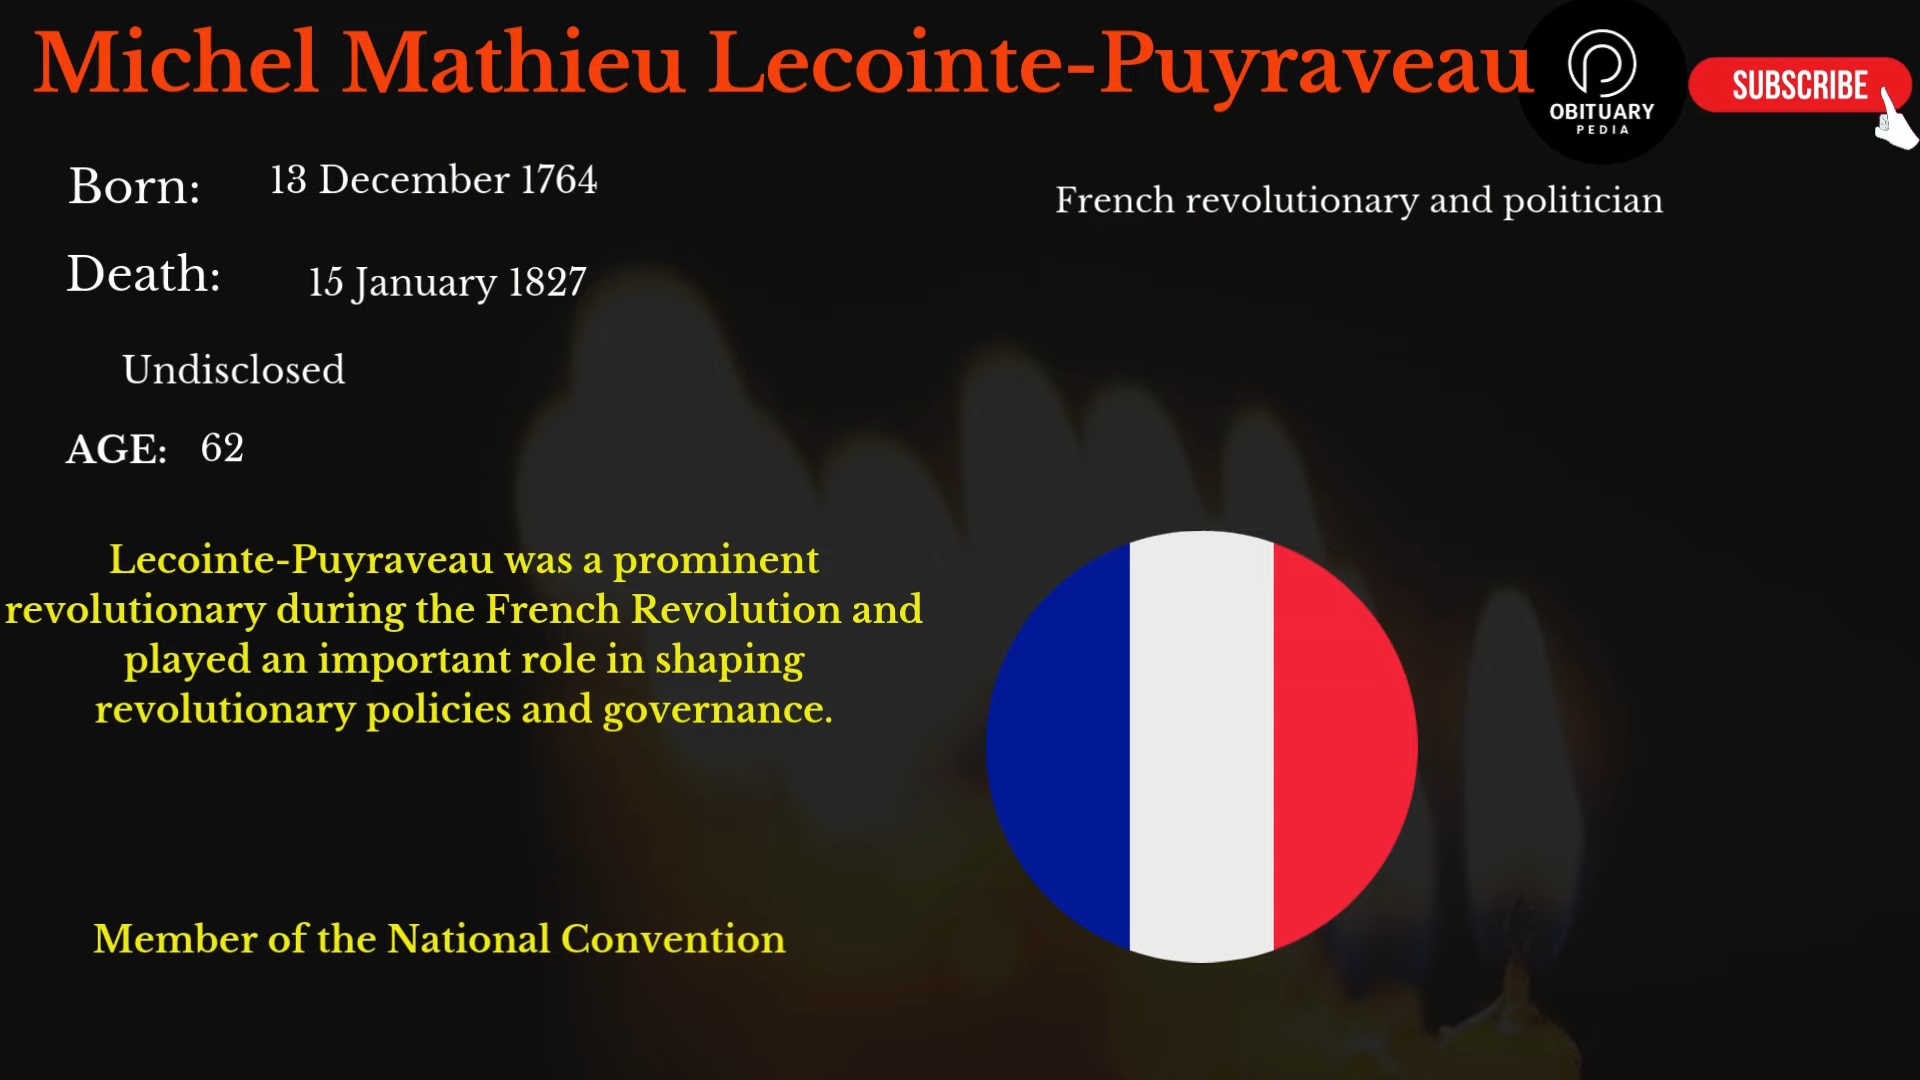 Michel Mathieu Lecointe-Puyraveau
OBITUARY
PEDIA
SUBSCRIBE
Born: 13 December 1764
French revolutionary and politician
Death: 15 January 1827
Undisclosed
AGE: 62
Lecointe-Puyraveau was a prominent
revolutionary during the French Revolution and
played an important role in shaping
revolutionary policies and governance.
Member of the National Convention